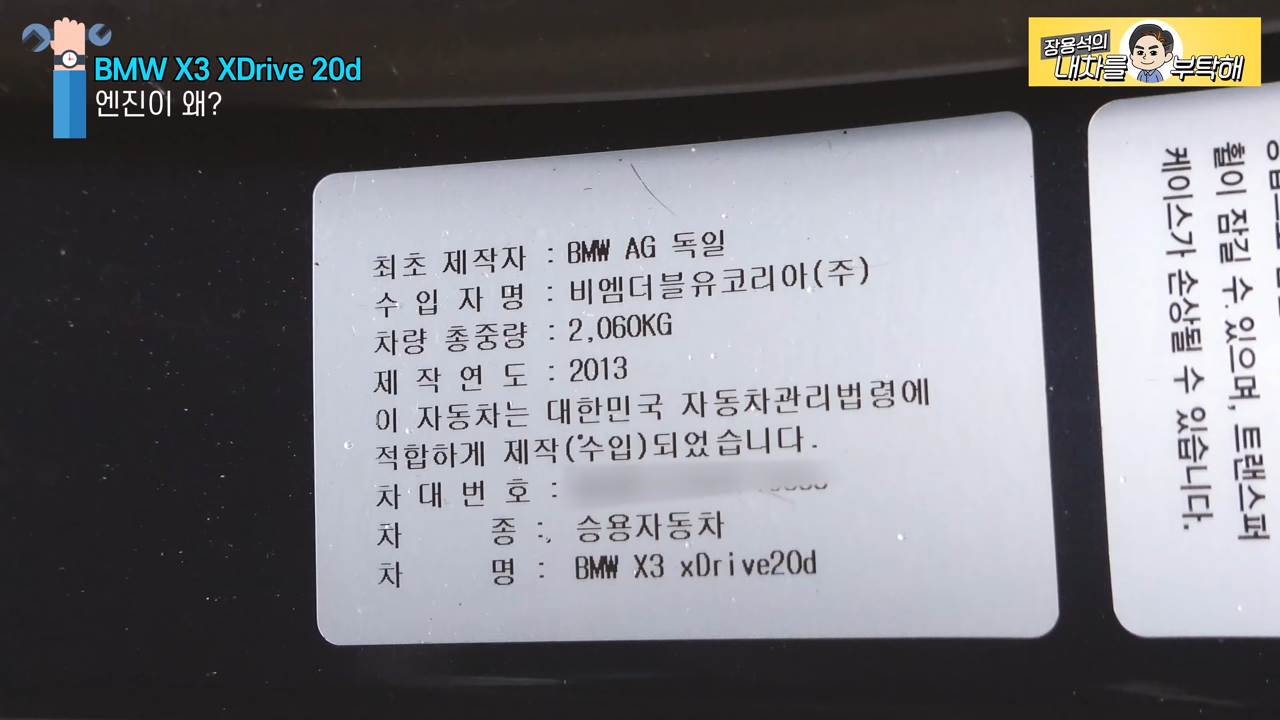 BMW X3 XDrive 20d
엔진이 왜?
장용석의
내차를 부탁해
최초 제작자 : BMW AG 독일
수 입 자 명 : 비엠더블유코리아(주)
차량 총중량 : 2,060KG
제 작 연 도 : 2013
이 자동차는 대한민국 자동차관리법령에
적합하게 제작(수입)되었습니다.
차 대 번 호 :
차 종 : 승용자동차
차 명 : BMW X3 xDrive20d
휠이 잠길 수 있으며, 트랜스퍼
케이스가 손상될 수 있습니다.